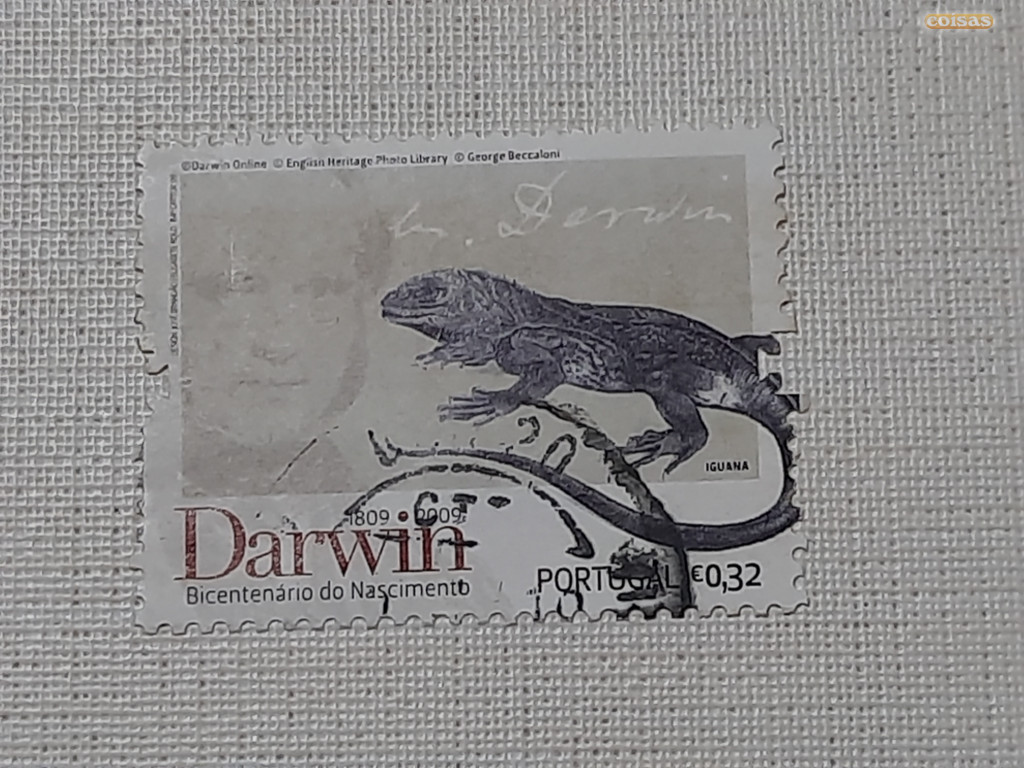 coisas
©Darwin Online © English Heritage Photo Library © George Beccaloni
Darwin
IGUANA
1809 • 2009
Darwin
Bicentenário do Nascimento
PORTUGAL €0,32